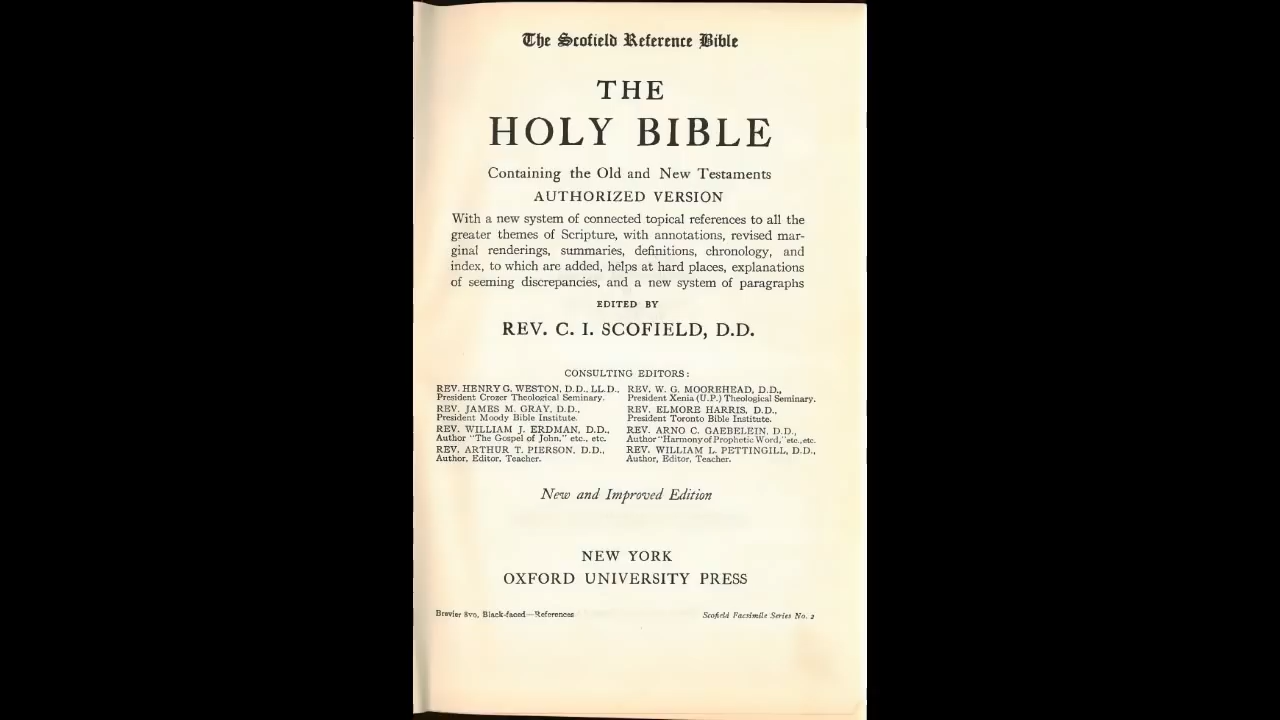 The Scofield Reference Bible
THE
HOLY BIBLE
Containing the Old and New Testaments
AUTHORIZED VERSION
With a new system of connected topical references to all the
greater themes of Scripture, with annotations, revised mar-
ginal renderings, summaries, definitions, chronology, and
index, to which are added, helps at hard places, explanations
of seeming discrepancies, and a new system of paragraphs
EDITED BY
REV. C. I. SCOFIELD, D.D.
CONSULTING EDITORS:
REV. HENRY G. WESTON, D.D., LL.D.,
President Crozer Theological Seminary.
REV. JAMES M. GRAY, D.D.,
President Moody Bible Institute.
REV. WILLIAM J. ERDMAN, D.D.,
Author "The Gospel of John," etc., etc.
REV. ARTHUR T. PIERSON, D.D.,
Author, Editor, Teacher.
REV. W. G. MOOREHEAD, D.D.,
President Xenia (U.P.) Theological Seminary.
REV. ELMORE HARRIS, D.D.,
President Toronto Bible Institute.
REV. ARNO C. GAEBELEIN, D.D.,
Author "Harmony of Prophetic Word," etc., etc.
REV. WILLIAM L. PETTINGILL, D.D.,
Author, Editor, Teacher.
New and Improved Edition
NEW YORK
OXFORD UNIVERSITY PRESS
Brevier 8vo, Black-faced—References
Scofield Facsimile Series No. 2